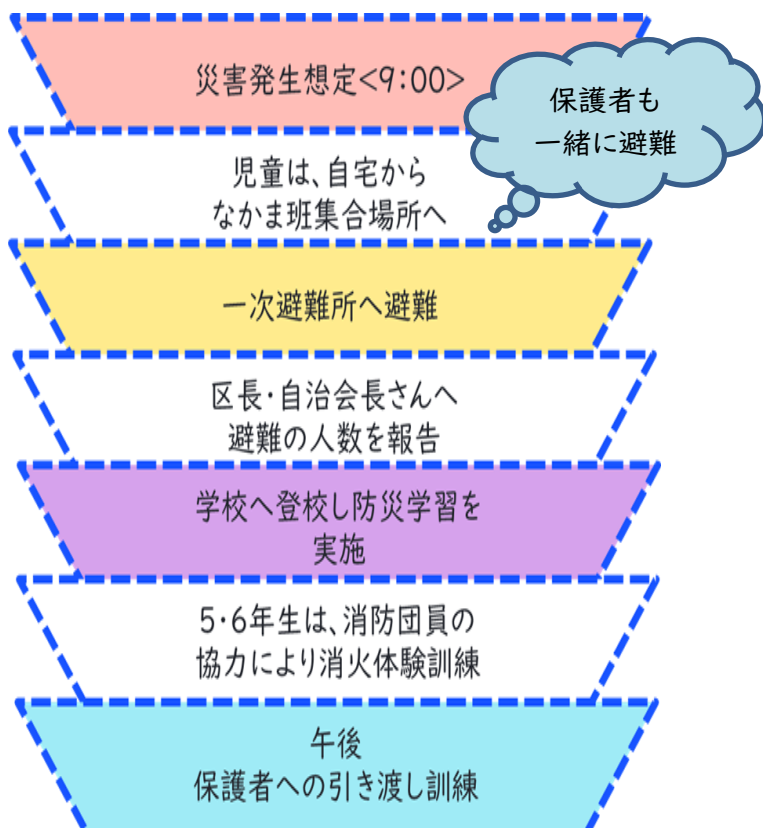 災害発生想定<9:00>
保護者も
一緒に避難
児童は、自宅から
なかま班集合場所へ
一次避難所へ避難
区長・自治会長さんへ
避難の人数を報告
学校へ登校し防災学習を
実施
5・6年生は、消防団員の
協力により消火体験訓練
午後
保護者への引き渡し訓練